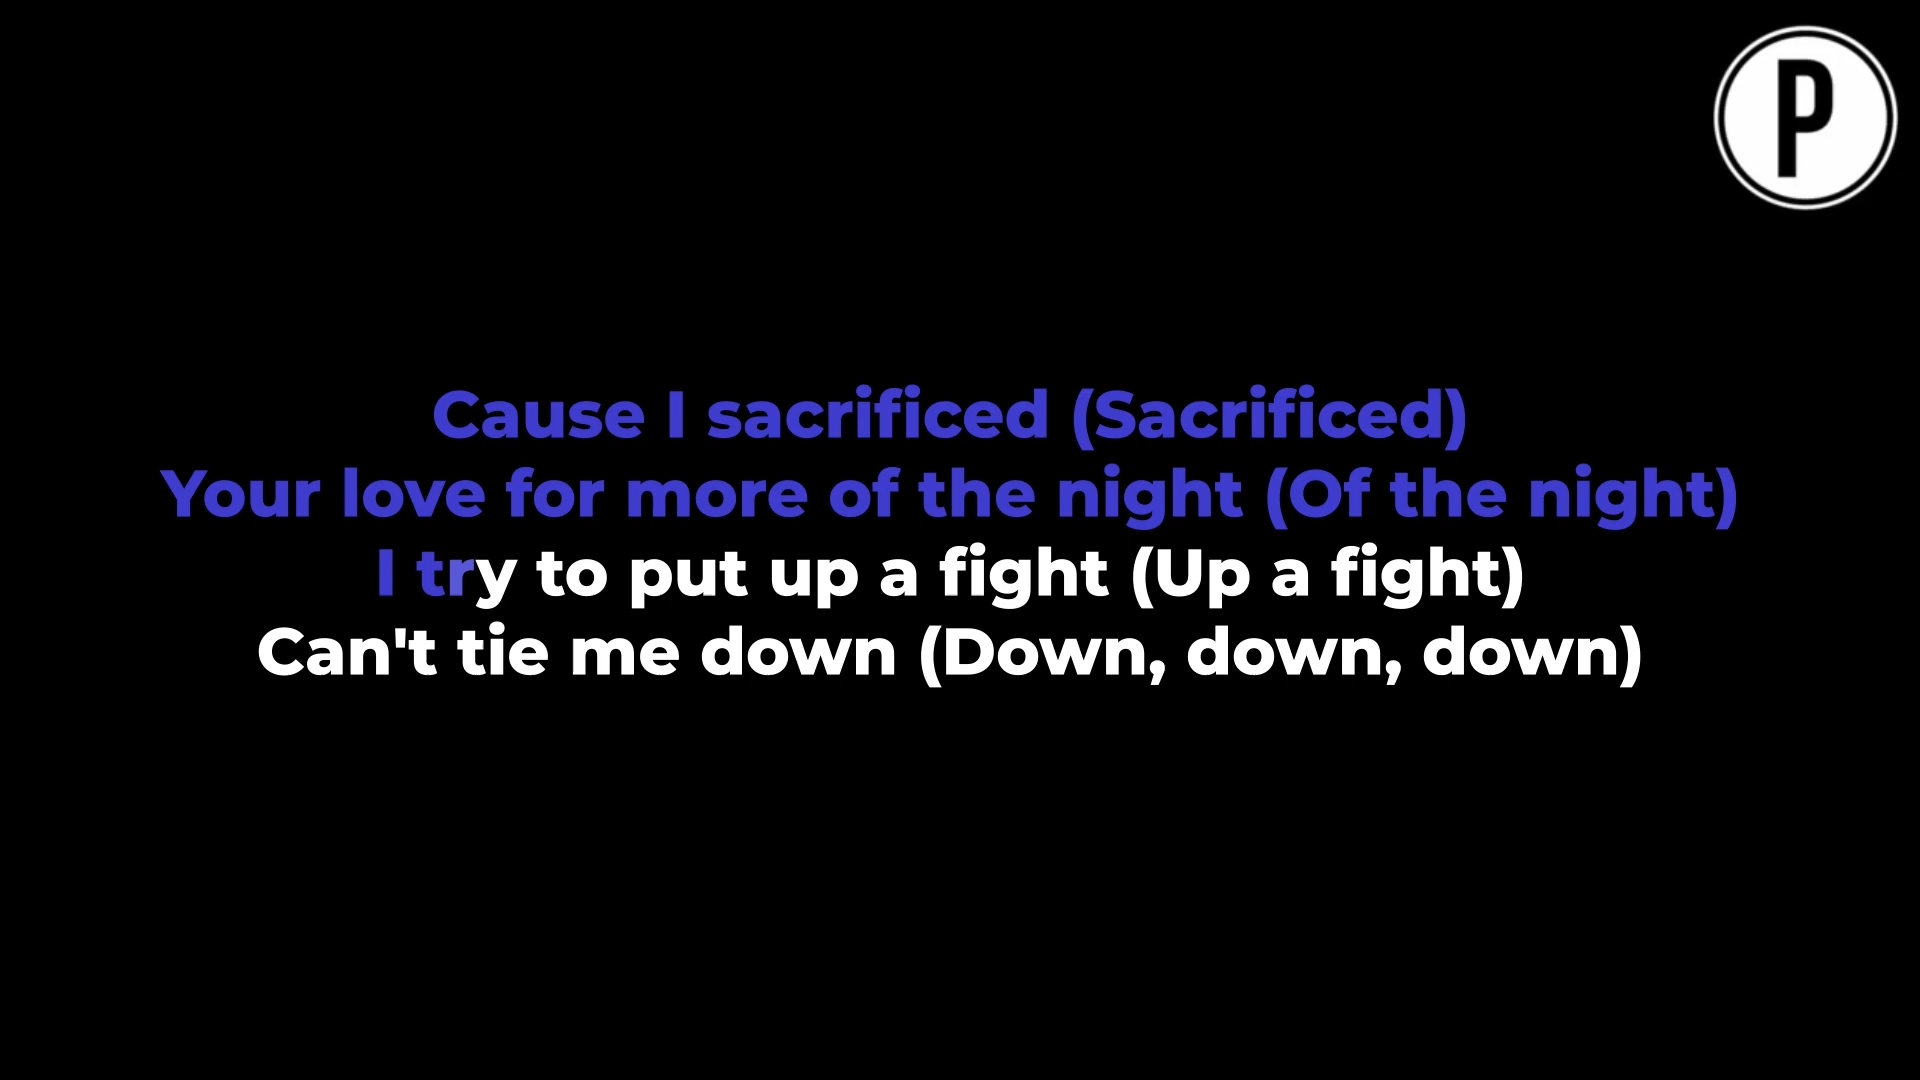 P
Cause I sacrificed (Sacrificed)
Your love for more of the night (Of the night)
I try to put up a fight (Up a fight)
Can't tie me down (Down, down, down)